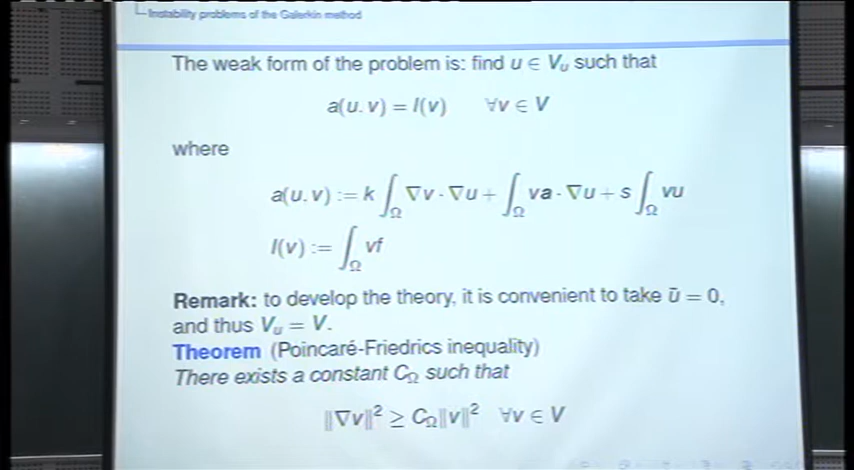 Instability problems of the Galerkin method
The weak form of the problem is: find u ∈ Vᵤ such that
a(u, v) = l(v) ∀v ∈ V
where
a(u, v) := k ∫_Ω ∇v · ∇u + ∫_Ω va · ∇u + s ∫_Ω vu
l(v) := ∫_Ω vf
Remark: to develop the theory, it is convenient to take ū = 0,
and thus Vᵤ = V.
Theorem (Poincaré-Friedrics inequality)
There exists a constant C_Ω such that
‖∇v‖² ≥ C_Ω‖v‖² ∀v ∈ V